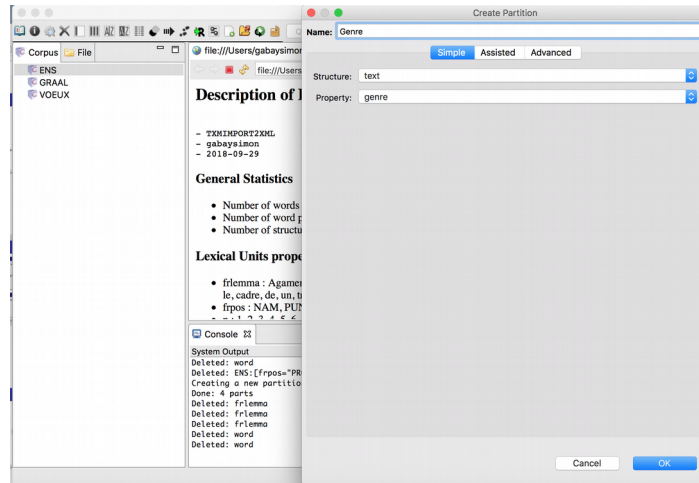 Create Partition
Name: Genre
Simple Assisted Advanced
Structure: text
Property: genre
Cancel OK
Corpus File
ENS
GRAAL
VOEUX
file:///Users/gabaysimon
file:///Users
Description of
- TXMIMPORT2XML
- gabaysimon
- 2018-09-29
General Statistics
• Number of words
• Number of word p
• Number of structu
Lexical Units prope
• frlemma : Agamem
le, cadre, de, un, tr
• frpos : NAM, PUN
Console
System Output
Deleted: word
Deleted: ENS:[frpos="PR
Creating a new partitio
Done: 4 parts
Deleted: frlemma
Deleted: frlemma
Deleted: frlemma
Deleted: word
Deleted: word